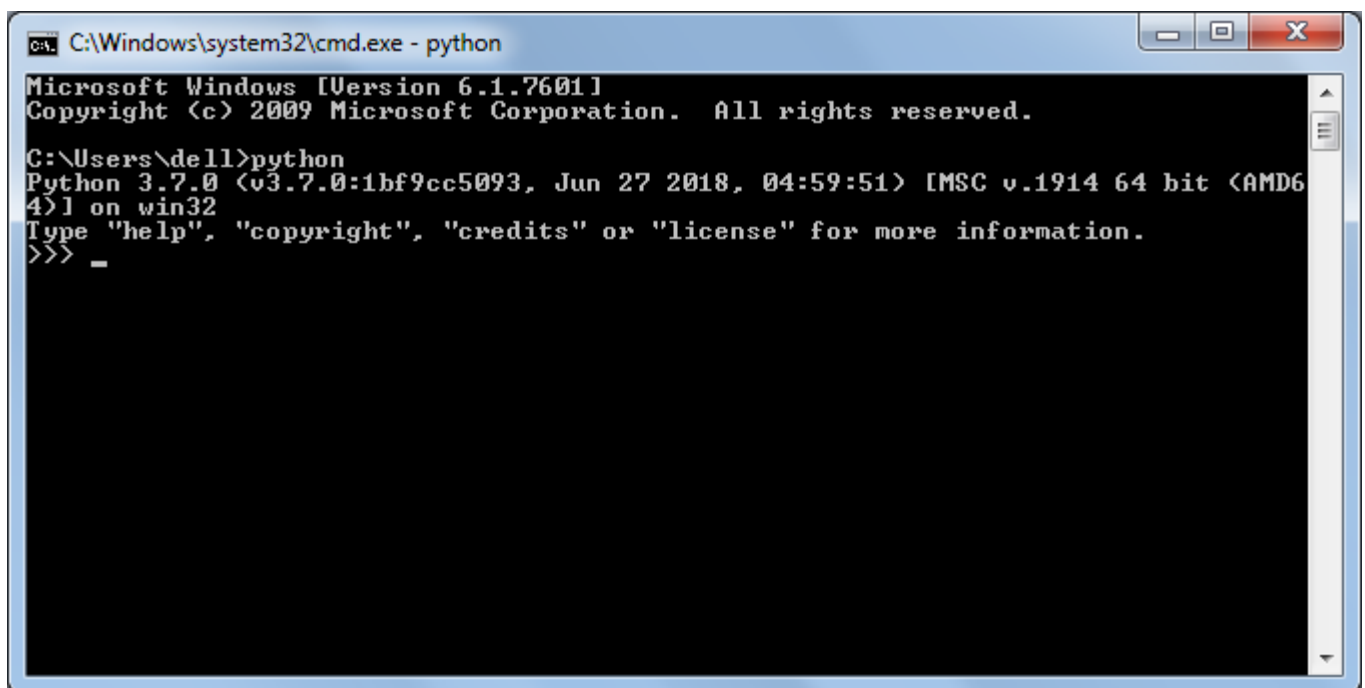 C:\Windows\system32\cmd.exe - python
Microsoft Windows [Version 6.1.7601]
Copyright (c) 2009 Microsoft Corporation.  All rights reserved.
C:\Users\dell>python
Python 3.7.0 (v3.7.0:1bf9cc5093, Jun 27 2018, 04:59:51) [MSC v.1914 64 bit (AMD6
4)] on win32
Type "help", "copyright", "credits" or "license" for more information.
>>> _